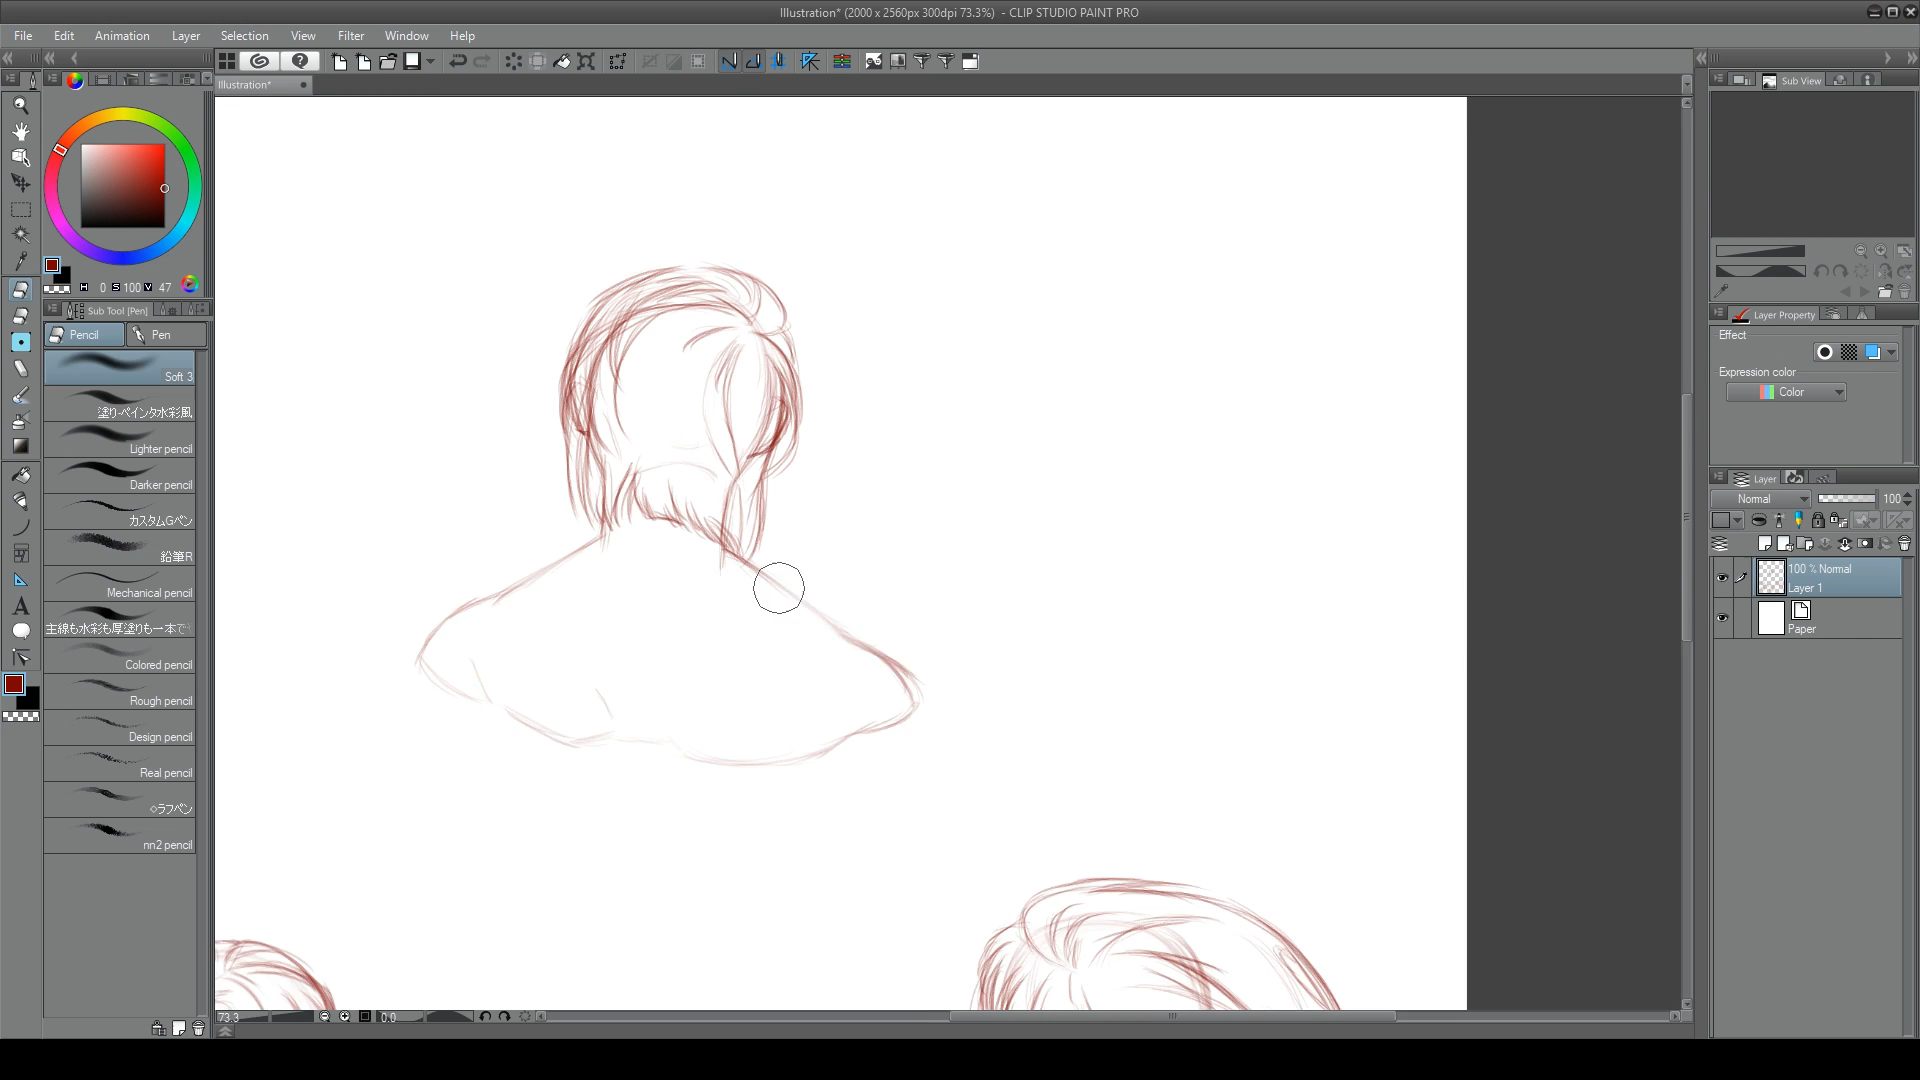 Illustration* (2000 x 2560px 300dpi 73.3%) - CLIP STUDIO PAINT PRO
File Edit Animation Layer Selection View Filter Window Help
Illustration*
Sub View
H 0 S 100 V 47
Sub Tool [Pen]
Pencil Pen
Soft 3
塗り-ペインタ水彩風
Lighter pencil
Darker pencil
カスタムGペン
鉛筆R
Mechanical pencil
主線も水彩も厚塗りも一本で
Colored pencil
Rough pencil
Design pencil
Real pencil
◇ラフペン
nn2 pencil
Layer Property
Effect
Expression color
Color
Layer
Normal 100
100 % Normal
Layer 1
Paper
73.3 0.0